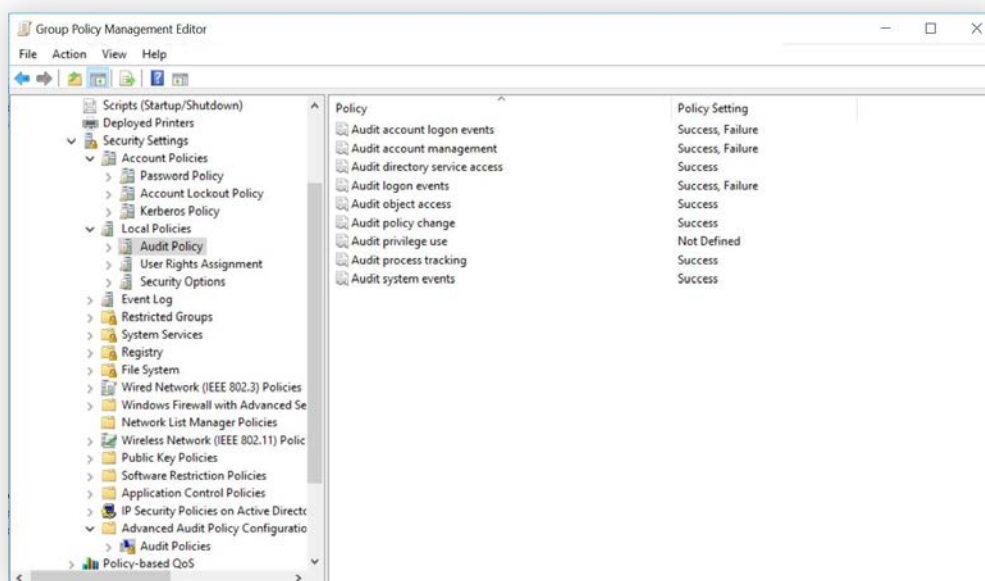 Group Policy Management Editor
File Action View Help
Scripts (Startup/Shutdown)
Deployed Printers
Security Settings
Account Policies
Password Policy
Account Lockout Policy
Kerberos Policy
Local Policies
Audit Policy
User Rights Assignment
Security Options
Event Log
Restricted Groups
System Services
Registry
File System
Wired Network (IEEE 802.3) Policies
Windows Firewall with Advanced Se
Network List Manager Policies
Wireless Network (IEEE 802.11) Polic
Public Key Policies
Software Restriction Policies
Application Control Policies
IP Security Policies on Active Directo
Advanced Audit Policy Configuratio
Audit Policies
Policy-based QoS
Policy Policy Setting
Audit account logon events Success, Failure
Audit account management Success, Failure
Audit directory service access Success
Audit logon events Success, Failure
Audit object access Success
Audit policy change Success
Audit privilege use Not Defined
Audit process tracking Success
Audit system events Success